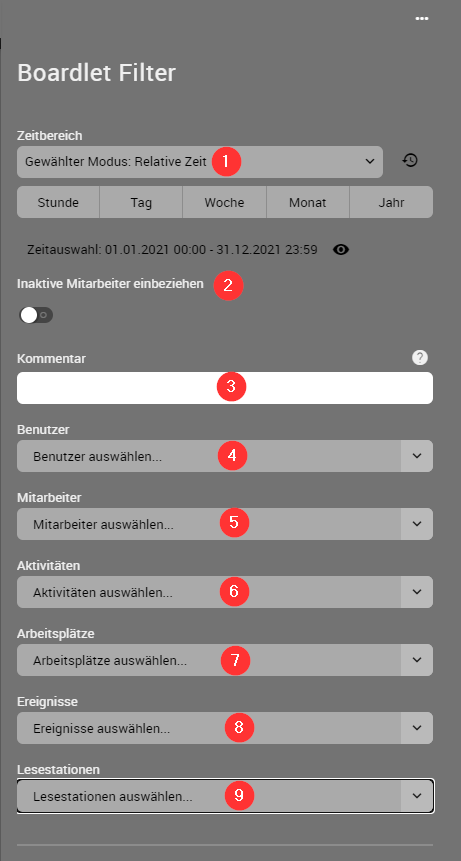 Boardlet Filter
Zeitbereich
Gewählter Modus: Relative Zeit 1
Stunde Tag Woche Monat Jahr
Zeitauswahl: 01.01.2021 00:00 - 31.12.2021 23:59
Inaktive Mitarbeiter einbeziehen 2
Kommentar ?
3
Benutzer
Benutzer auswählen... 4
Mitarbeiter
Mitarbeiter auswählen... 5
Aktivitäten
Aktivitäten auswählen... 6
Arbeitsplätze
Arbeitsplätze auswählen... 7
Ereignisse
Ereignisse auswählen... 8
Lesestationen
Lesestationen auswählen... 9